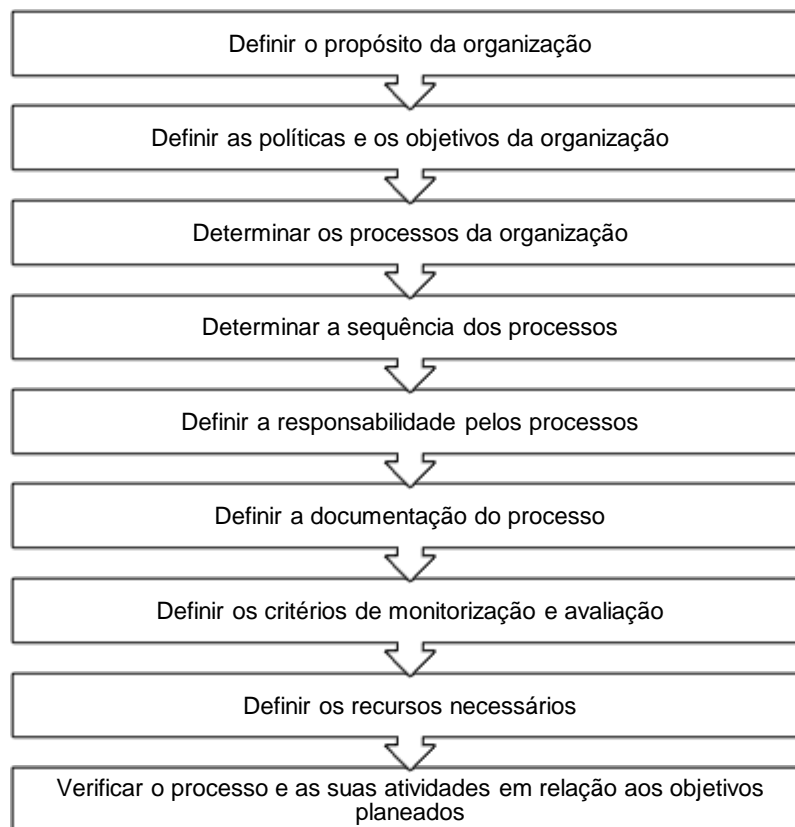 Definir o propósito da organização
Definir as políticas e os objetivos da organização
Determinar os processos da organização
Determinar a sequência dos processos
Definir a responsabilidade pelos processos
Definir a documentação do processo
Definir os critérios de monitorização e avaliação
Definir os recursos necessários
Verificar o processo e as suas atividades em relação aos objetivos
planeados